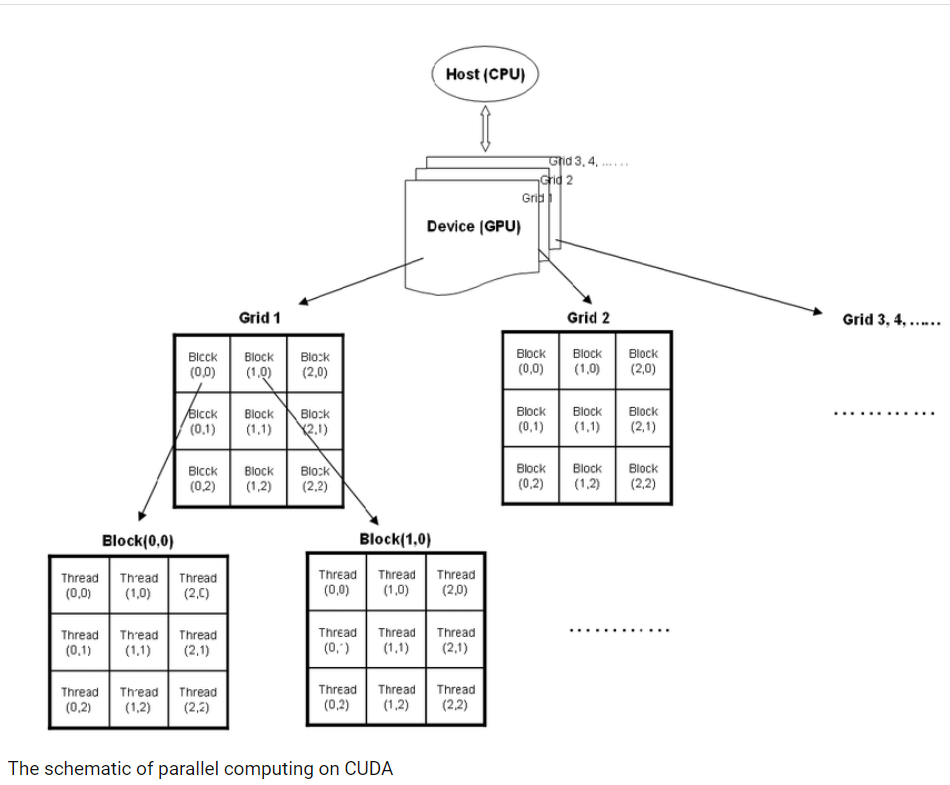 Host (CPU)
Grid 3, 4, ......
Grid 2
Grid 1
Device (GPU)
Grid 1
Grid 2
Grid 3, 4, ......
Block Block Block
(0,0) (1,0) (2,0)
Block Block Block
(0,1) (1,1) (2,1)
Block Block Block
(0,2) (1,2) (2,2)
Block Block Block
(0,0) (1,0) (2,0)
Block Block Block
(0,1) (1,1) (2,1)
Block Block Block
(0,2) (1,2) (2,2)
............
Block(0,0)
Block(1,0)
Thread Thread Thread
(0,0) (1,0) (2,0)
Thread Thread Thread
(0,1) (1,1) (2,1)
Thread Thread Thread
(0,2) (1,2) (2,2)
Thread Thread Thread
(0,0) (1,0) (2,0)
Thread Thread Thread
(0,1) (1,1) (2,1)
Thread Thread Thread
(0,2) (1,2) (2,2)
............
The schematic of parallel computing on CUDA